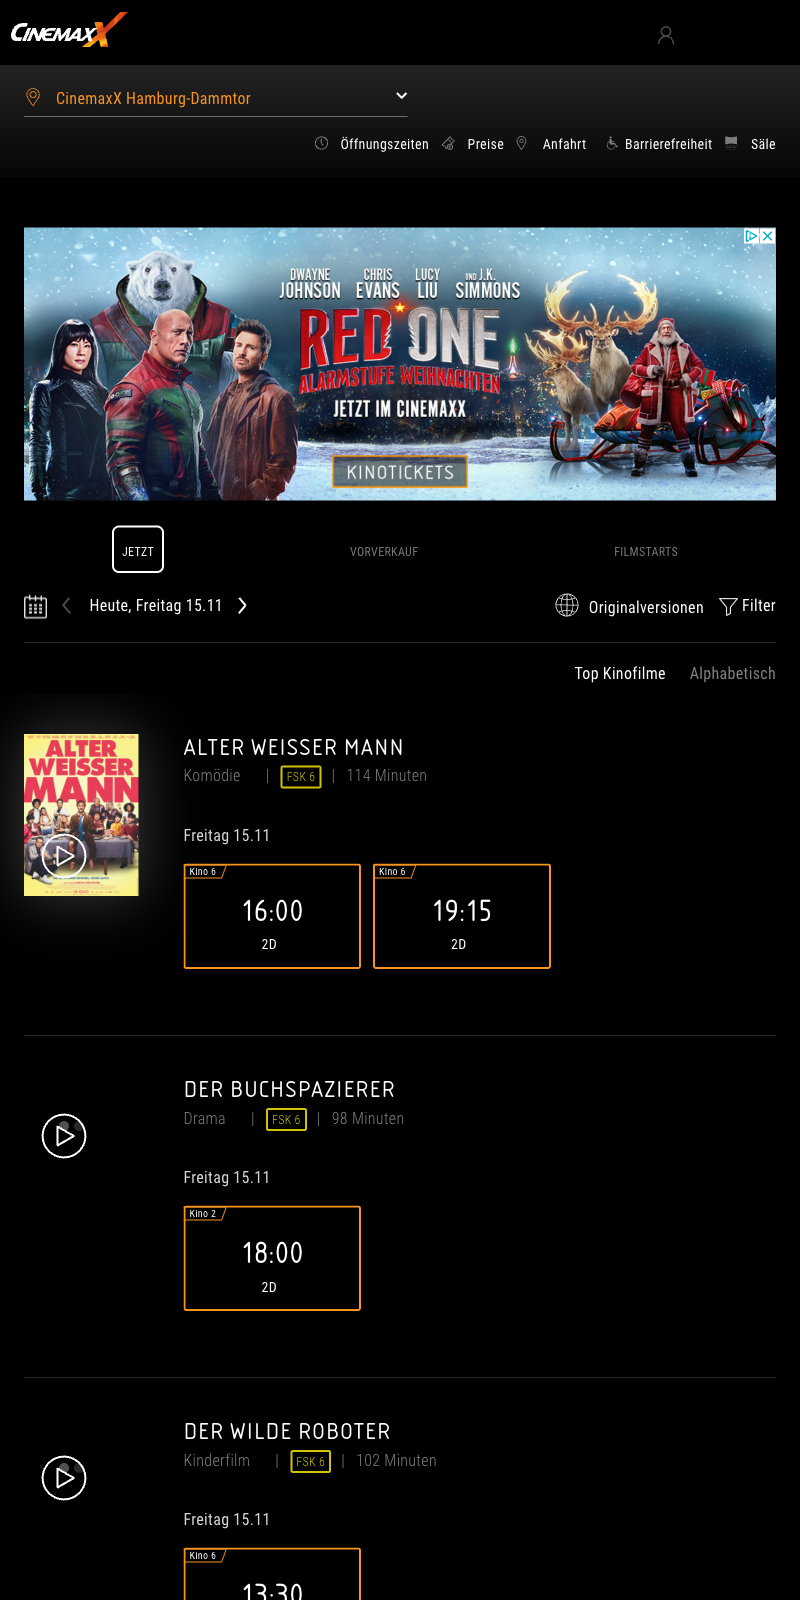 CINEMAXX
CinemaxX Hamburg-Dammtor
Öffnungszeiten Preise Anfahrt Barrierefreiheit Säle
DWAYNE JOHNSON CHRIS EVANS LUCY LIU UND J.K. SIMMONS
RED ONE
ALARMSTUFE WEIHNACHTEN
JETZT IM CINEMAXX
KINOTICKETS
JETZT VORVERKAUF FILMSTARTS
Heute, Freitag 15.11 Originalversionen Filter
Top Kinofilme Alphabetisch
ALTER
WEISSER
MANN
ALTER WEISSER MANN
Komödie | FSK 6 | 114 Minuten
Freitag 15.11
Kino 6 Kino 6
16:00 19:15
2D 2D
DER BUCHSPAZIERER
Drama | FSK 6 | 98 Minuten
Freitag 15.11
Kino 2
18:00
2D
DER WILDE ROBOTER
Kinderfilm | FSK 6 | 102 Minuten
Freitag 15.11
Kino 6
13:30